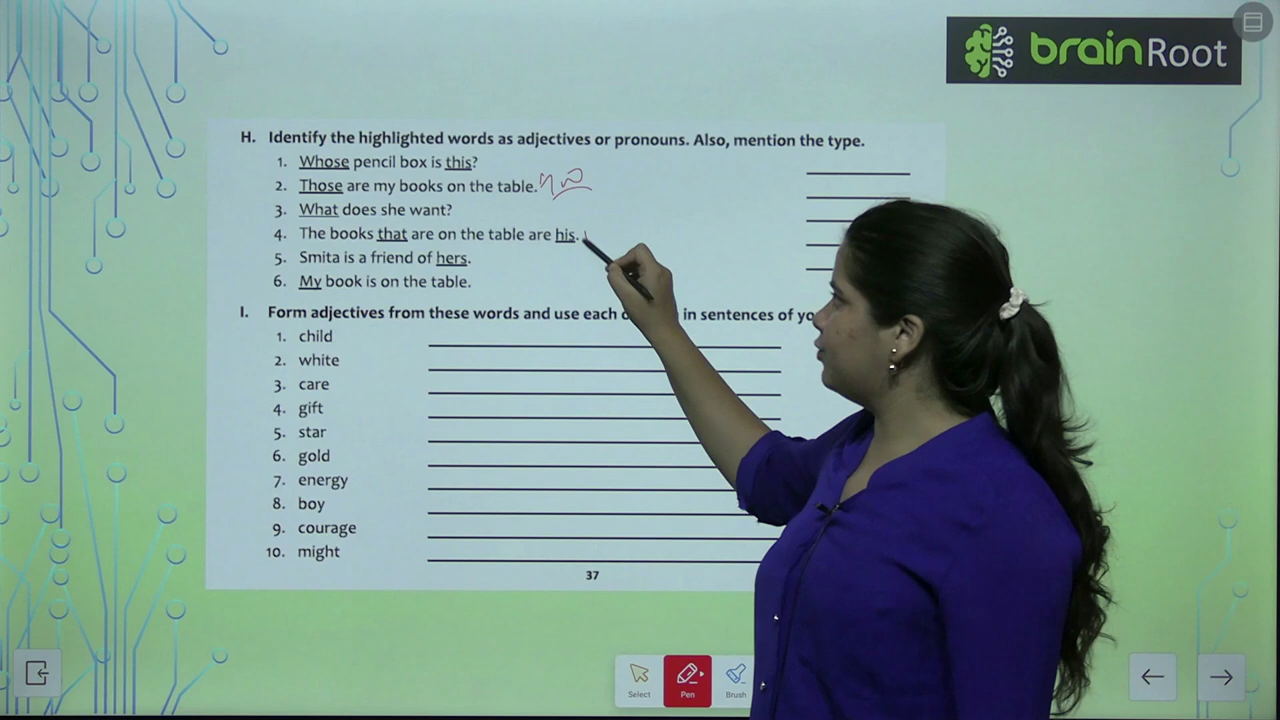 brainRoot
H. Identify the highlighted words as adjectives or pronouns. Also, mention the type.
1. Whose pencil box is this?
2. Those are my books on the table.
3. What does she want?
4. The books that are on the table are his.
5. Smita is a friend of hers.
6. My book is on the table.
I. Form adjectives from these words and use each in sentences of
1. child
2. white
3. care
4. gift
5. star
6. gold
7. energy
8. boy
9. courage
10. might
37
Select
Pen
Brush